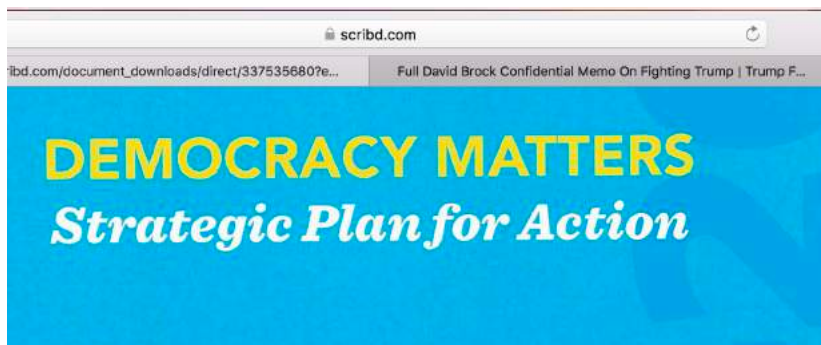 scribd.com
ribd.com/document_downloads/direct/337535680?e...
Full David Brock Confidential Memo On Fighting Trump | Trump F...
DEMOCRACY MATTERS
Strategic Plan for Action